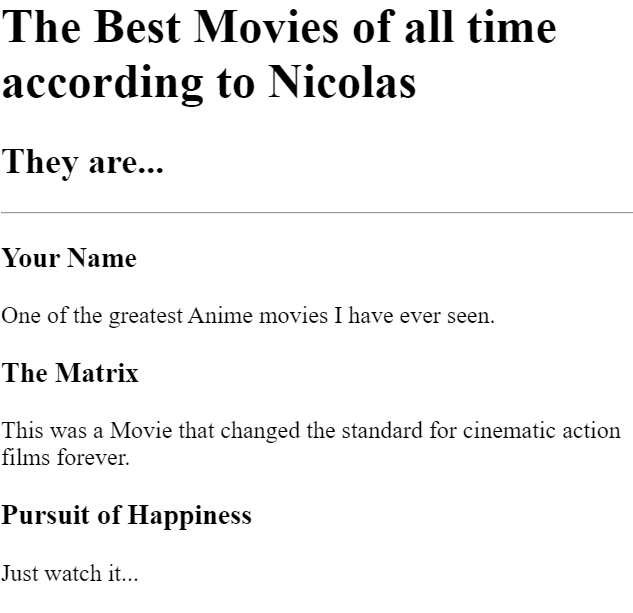 The Best Movies of all time
according to Nicolas
They are...
Your Name
One of the greatest Anime movies I have ever seen.
The Matrix
This was a Movie that changed the standard for cinematic action
films forever.
Pursuit of Happiness
Just watch it...